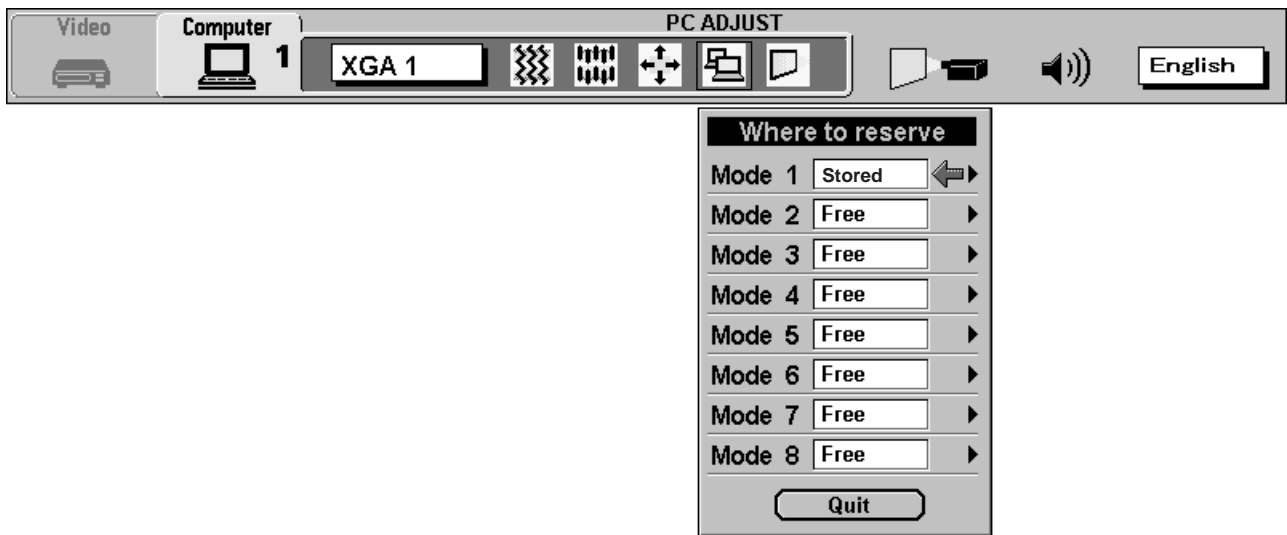 Video
Computer
1
PC ADJUST
XGA 1
English
Where to reserve
Mode 1 Stored
Mode 2 Free
Mode 3 Free
Mode 4 Free
Mode 5 Free
Mode 6 Free
Mode 7 Free
Mode 8 Free
Quit